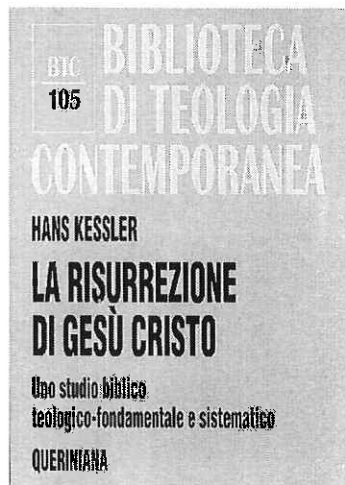 BTC
105
BIBLIOTECA
DI TEOLOGIA
CONTEMPORANEA
HANS KESSLER
LA RISURREZIONE
DI GESÙ CRISTO
Uno studio biblico
teologico-fondamentale e sistematico
QUERINIANA